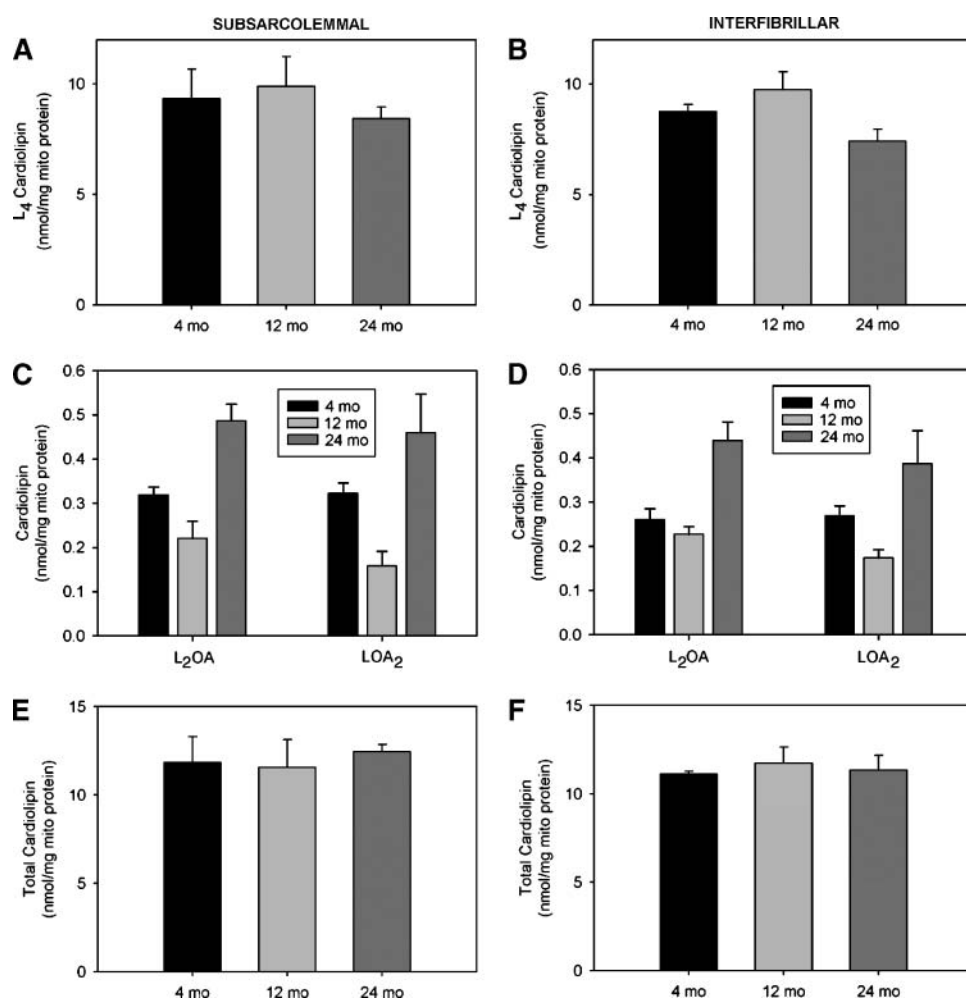 SUBSARCOLEMMAL
INTERFIBRILLAR
A
L4 Cardiolipin
(nmol/mg mito protein)
10
5
0
4 mo
12 mo
24 mo
B
L4 Cardiolipin
(nmol/mg mito protein)
10
5
0
4 mo
12 mo
24 mo
C
Cardiolipin
(nmol/mg mito protein)
0.6
0.5
0.4
0.3
0.2
0.1
0.0
4 mo
12 mo
24 mo
L2OA
LOA2
D
Cardiolipin
(nmol/mg mito protein)
0.6
0.5
0.4
0.3
0.2
0.1
0.0
4 mo
12 mo
24 mo
L2OA
LOA2
E
Total Cardiolipin
(nmol/mg mito protein)
15
10
5
0
4 mo
12 mo
24 mo
F
Total Cardiolipin
(nmol/mg mito protein)
15
10
5
0
4 mo
12 mo
24 mo